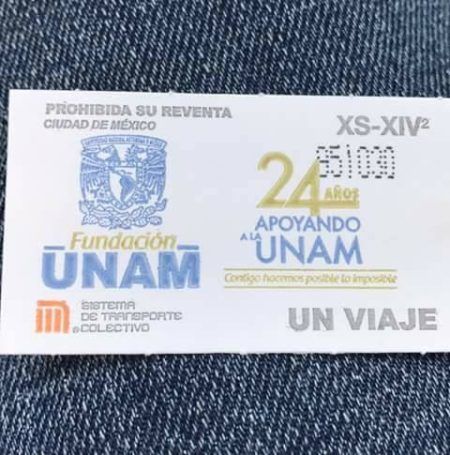 PROHIBIDA SU REVENTA
CIUDAD DE MÉXICO
XS-XIV²
851030
Fundación
UNAM
24 AÑOS
APOYANDO
A LA UNAM
Contigo hacemos posible lo imposible
SISTEMA
DE TRANSPORTE
COLECTIVO
UN VIAJE